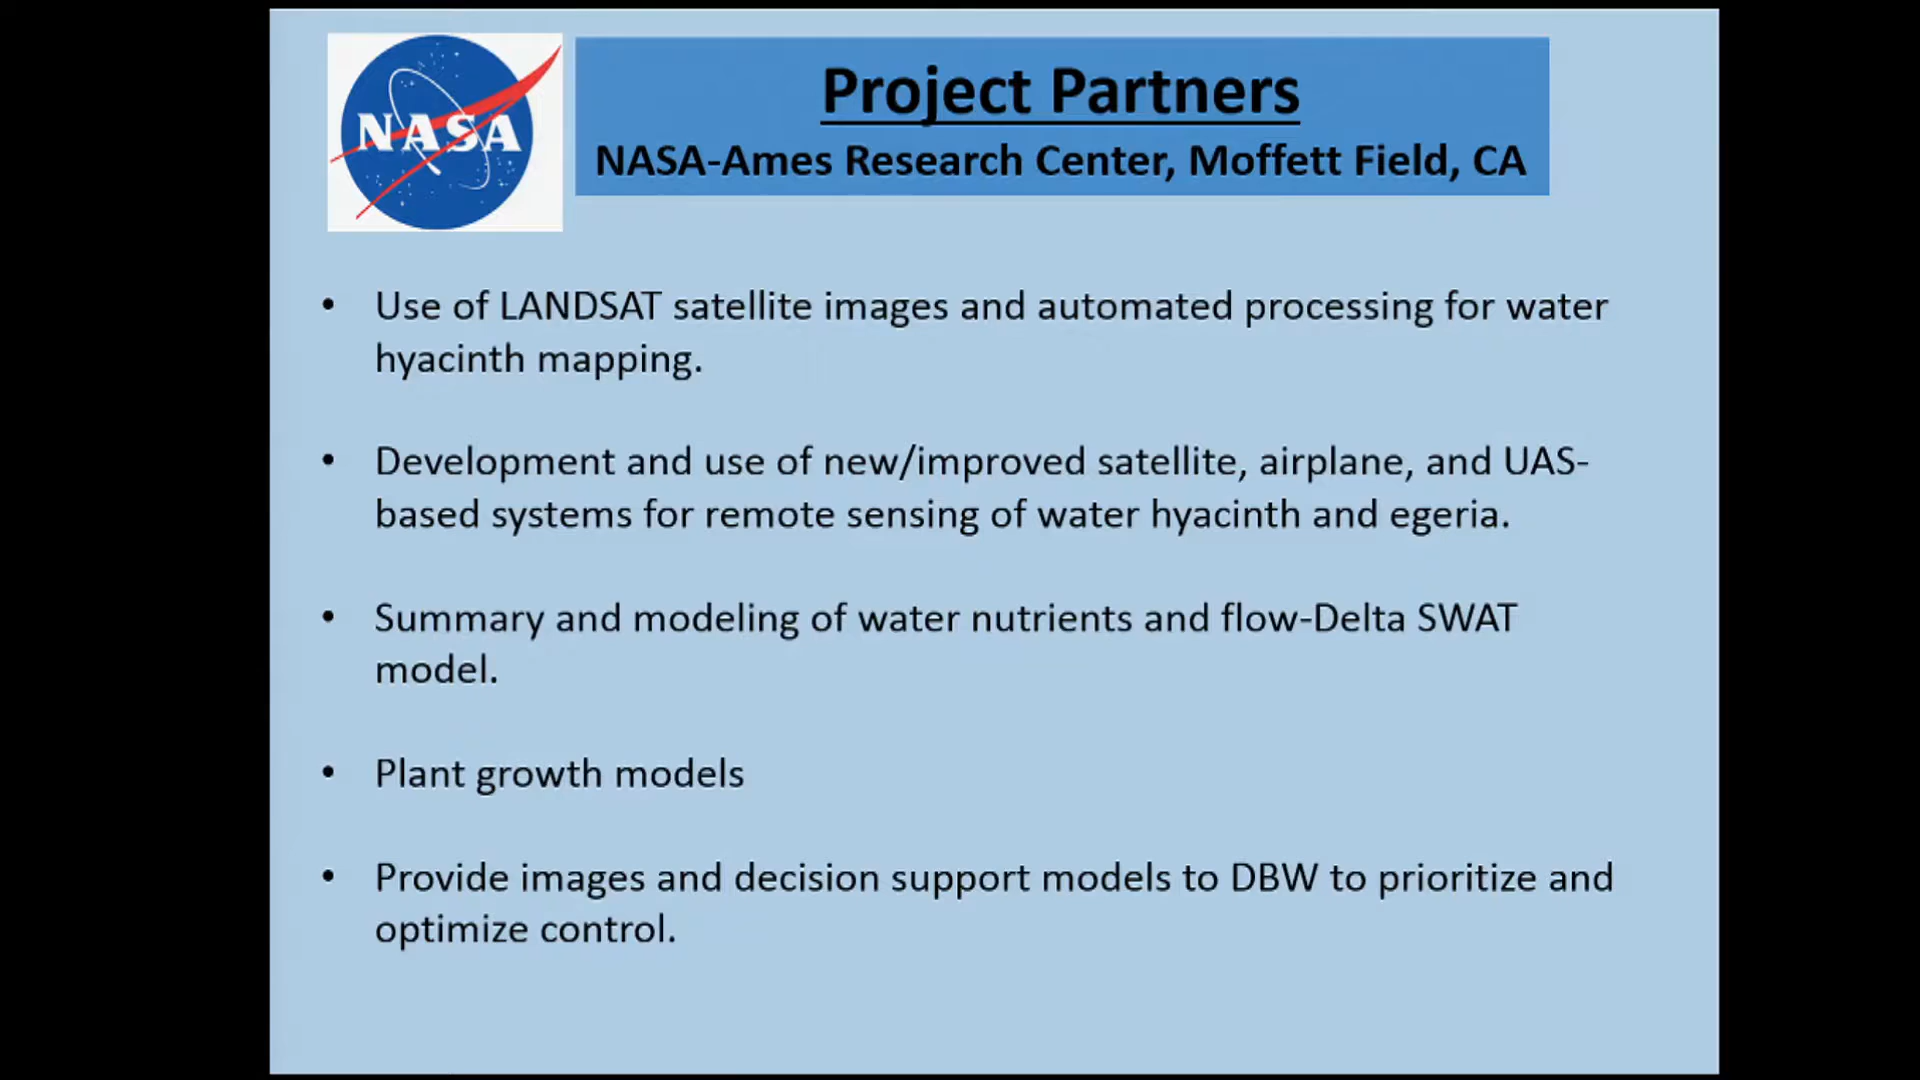 NASA
Project Partners
NASA-Ames Research Center, Moffett Field, CA
• Use of LANDSAT satellite images and automated processing for water
hyacinth mapping.
• Development and use of new/improved satellite, airplane, and UAS-
based systems for remote sensing of water hyacinth and egeria.
• Summary and modeling of water nutrients and flow-Delta SWAT
model.
• Plant growth models
• Provide images and decision support models to DBW to prioritize and
optimize control.